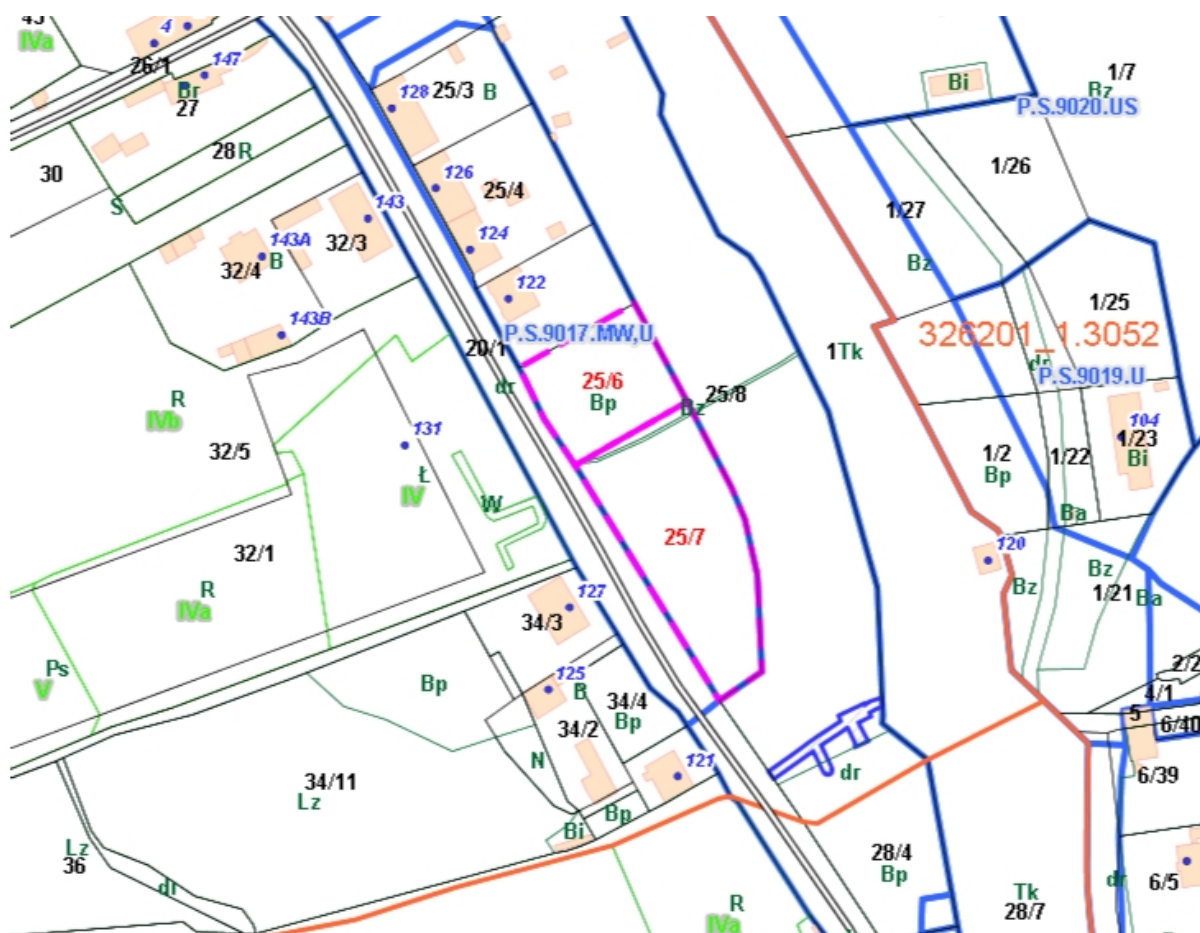 43
IVa
4
26/1
147
Br
27
128
25/3 B
Bi
1/7
Bz
P.S.9020.US
28 R
30
S
126
25/4
1/26
143
143A
32/3
124
1/27
32/4
B
Bz
122
1/25
143B
P.S.9017.MW,U
20/1
326201_1.3052
dr
1Tk
P.S.9019.U
dr
25/6
Bp
25/8
Bz
R
IVb
131
104
1/23
Bi
32/5
1/2
Bp
1/22
Ł
IV
W
Ba
32/1
25/7
120
R
IVa
127
Bz
Bz
1/21
Ba
34/3
Ps
V
Bp
125
B
34/4
Bp
2/2
4/1
5
6/40
34/2
N
121
dr
6/39
34/11
Lz
Bp
Bi
Lz
36
dr
28/4
Bp
dr
6/5
R
IVa
Tk
28/7